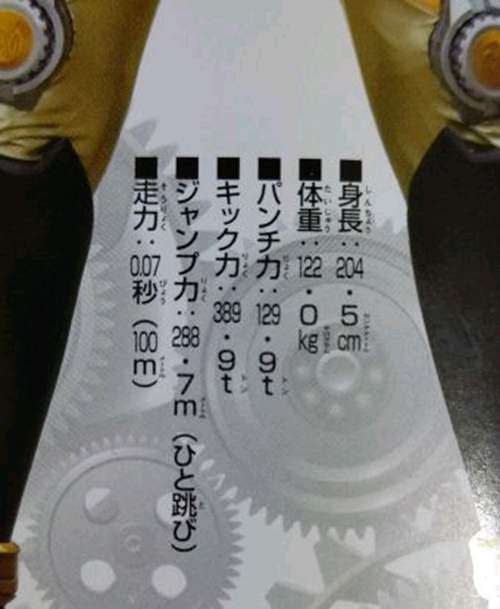 ■身長：204・5cm
■体重：122・0kg
■パンチ力：129・9t
■キック力：389・9t
■ジャンプ力：288・7m（ひと跳び）
■走力：0.07秒（100m）